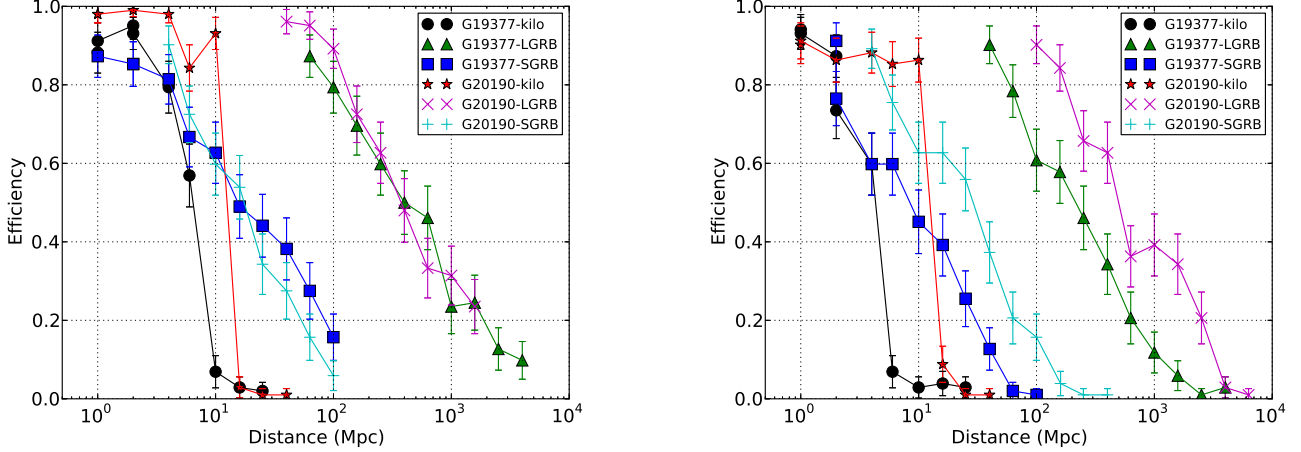 1.0
0.8
0.6
0.4
0.2
0.0
Efficiency
10^0
10^1
10^2
10^3
10^4
Distance (Mpc)
G19377-kilo
G19377-LGRB
G19377-SGRB
G20190-kilo
G20190-LGRB
G20190-SGRB
1.0
0.8
0.6
0.4
0.2
0.0
Efficiency
10^0
10^1
10^2
10^3
10^4
Distance (Mpc)
G19377-kilo
G19377-LGRB
G19377-SGRB
G20190-kilo
G20190-LGRB
G20190-SGRB